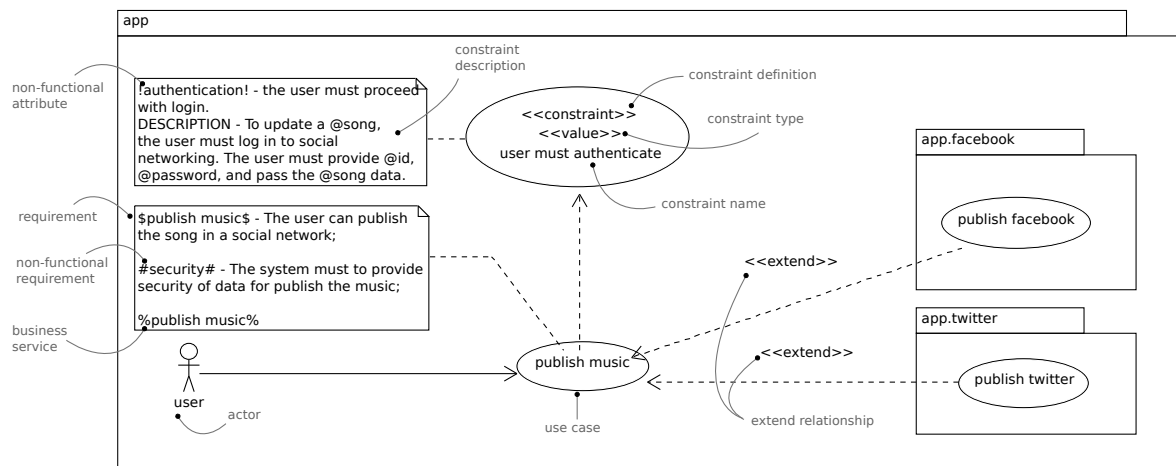 app
constraint
description
non-functional
attribute
!authentication! - the user must proceed
with login.
DESCRIPTION - To update a @song,
the user must log in to social
networking. The user must provide @id,
@password, and pass the @song data.
<<constraint>>
<<value>>
user must authenticate
constraint definition
constraint type
constraint name
app.facebook
publish facebook
requirement
$publish music$ - The user can publish
the song in a social network;
non-functional
requirement
#security# - The system must to provide
security of data for publish the music;
%publish music%
business
service
<<extend>>
app.twitter
<<extend>>
publish music
publish twitter
user
actor
use case
extend relationship